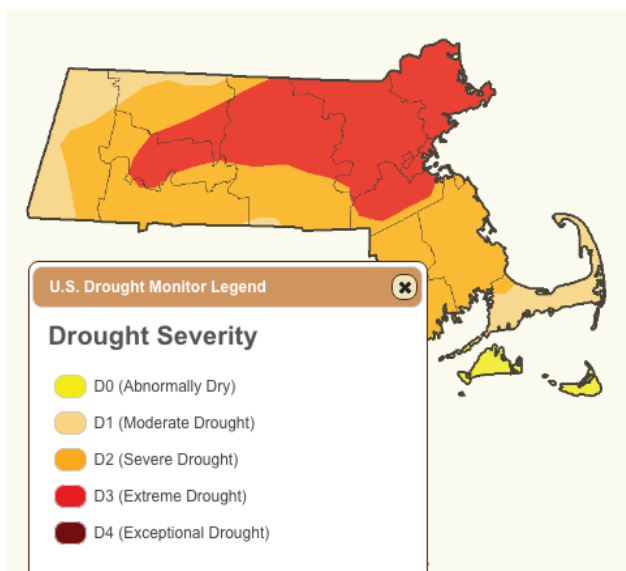 U.S. Drought Monitor Legend
Drought Severity
D0 (Abnormally Dry)
D1 (Moderate Drought)
D2 (Severe Drought)
D3 (Extreme Drought)
D4 (Exceptional Drought)